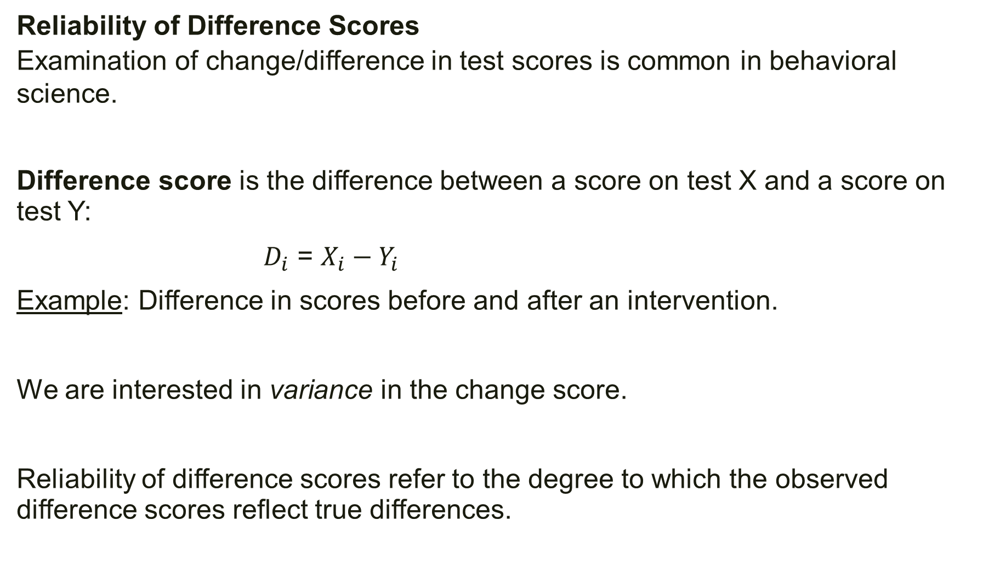 Reliability of Difference Scores
Examination of change/difference in test scores is common in behavioral
science.
Difference score is the difference between a score on test X and a score on
test Y:
𝐷𝑖 = 𝑋𝑖 − 𝑌𝑖
Example: Difference in scores before and after an intervention.
We are interested in variance in the change score.
Reliability of difference scores refer to the degree to which the observed
difference scores reflect true differences.